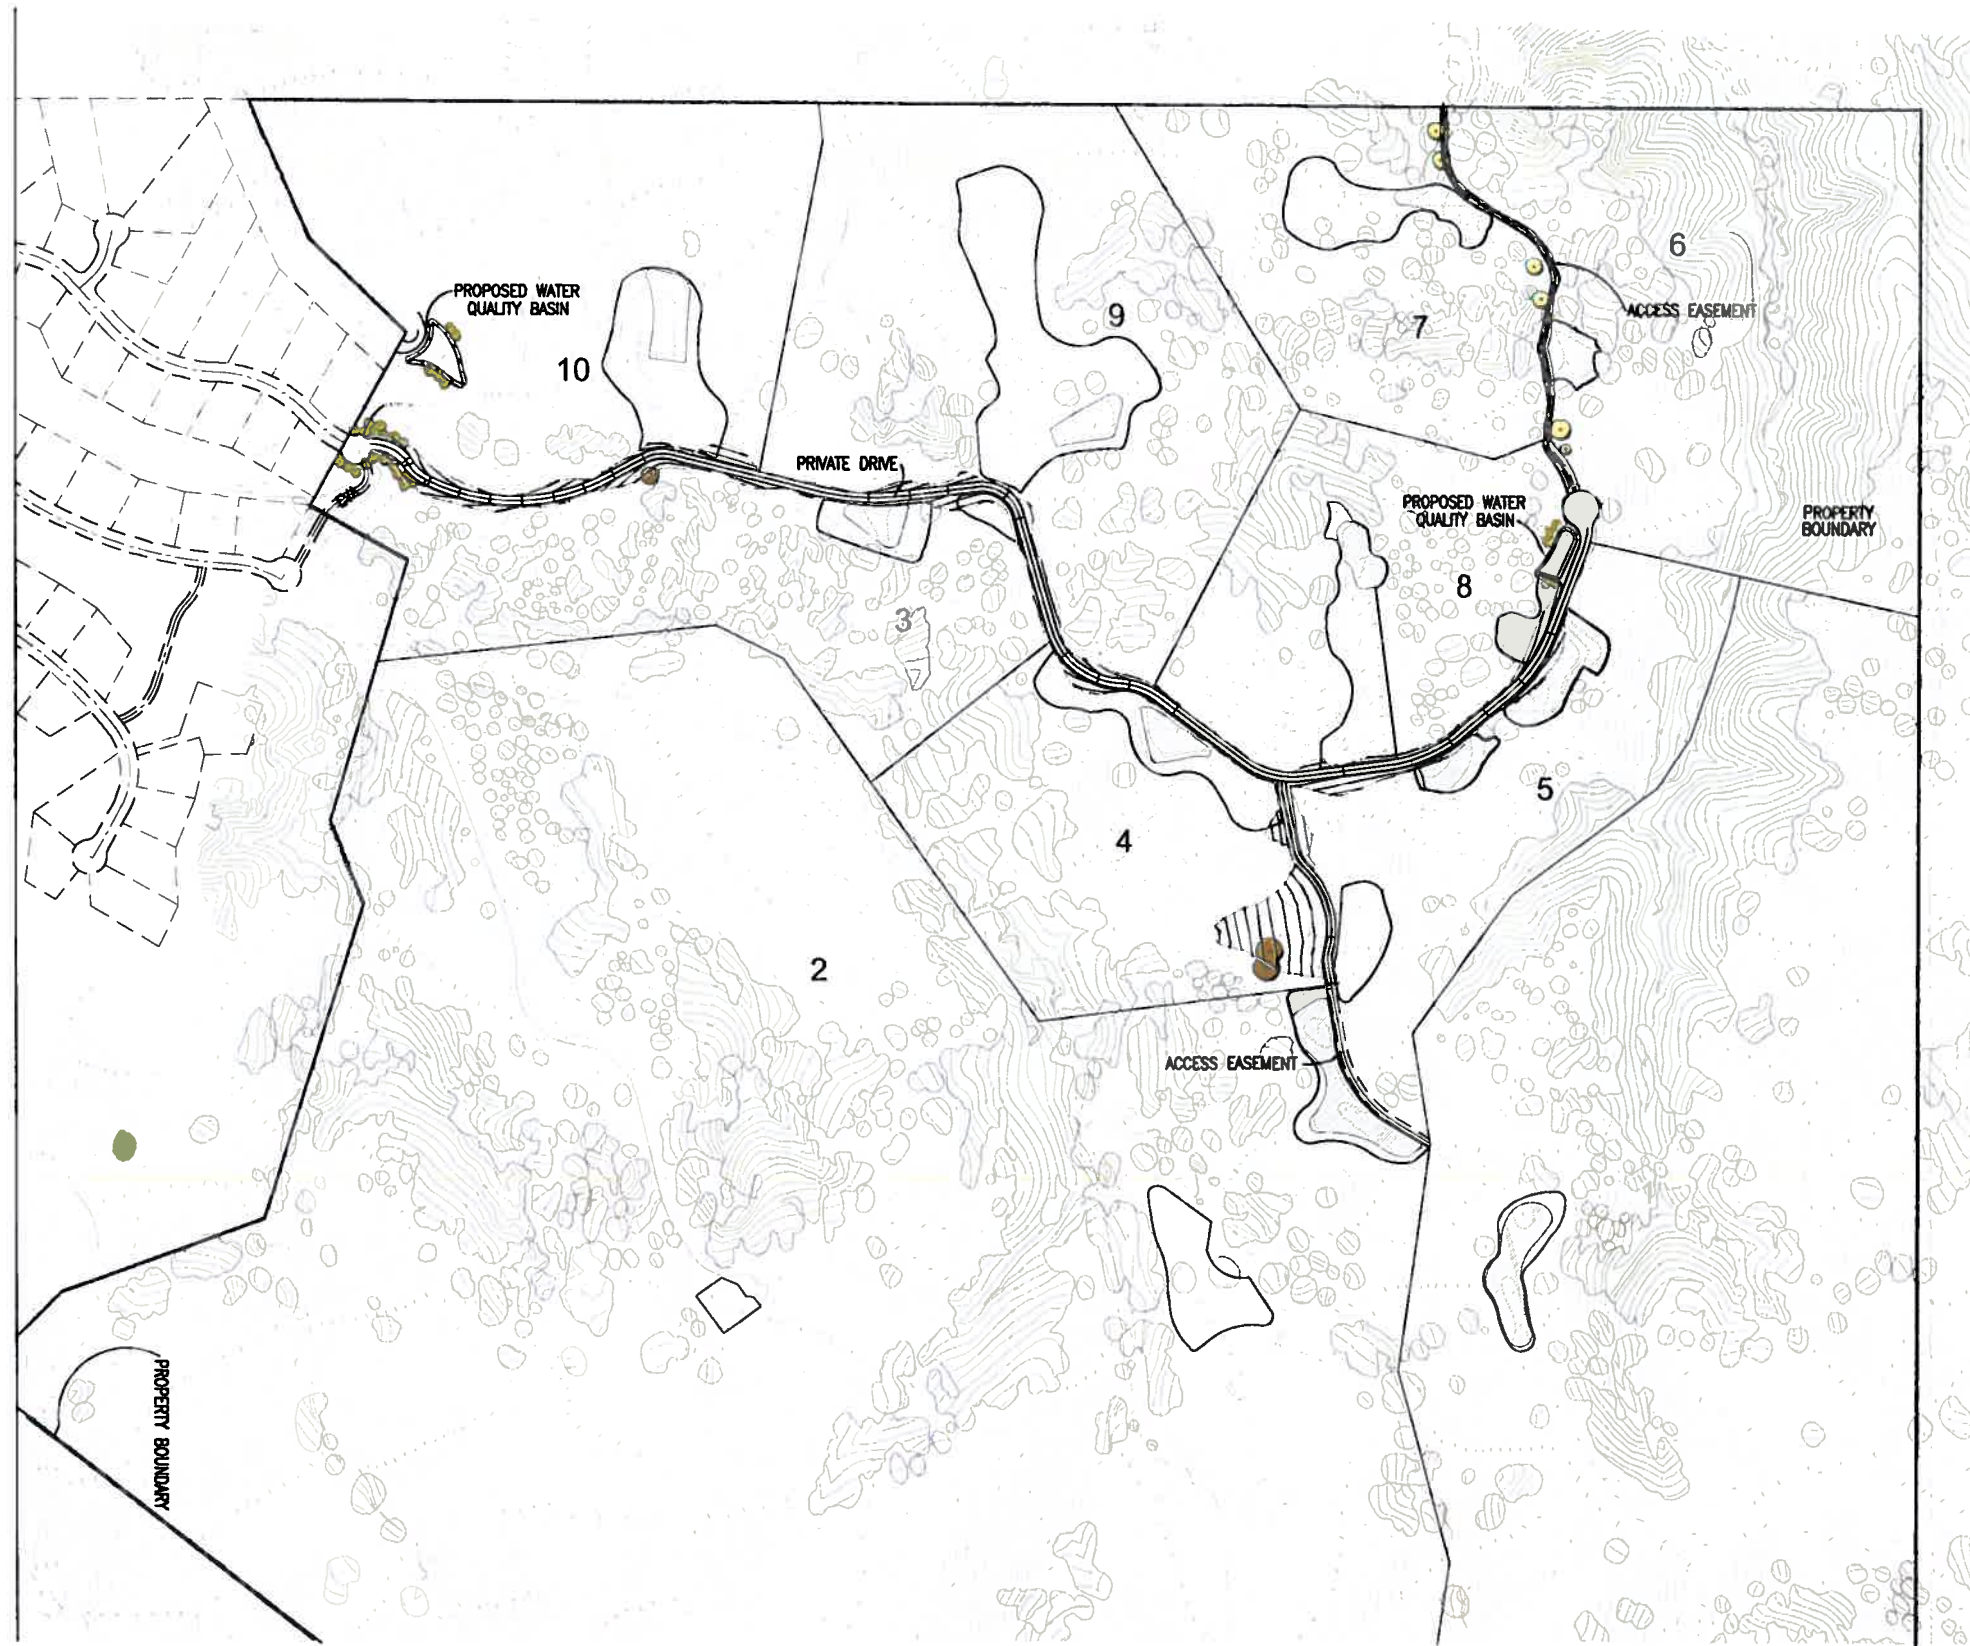 6
PROPOSED WATER
QUALITY BASIN
ACCESS EASEMENT
9
7
10
PRIVATE DRIVE
PROPOSED WATER
QUALITY BASIN
PROPERTY
BOUNDARY
8
3
5
4
2
ACCESS EASEMENT
PROPERTY BOUNDARY